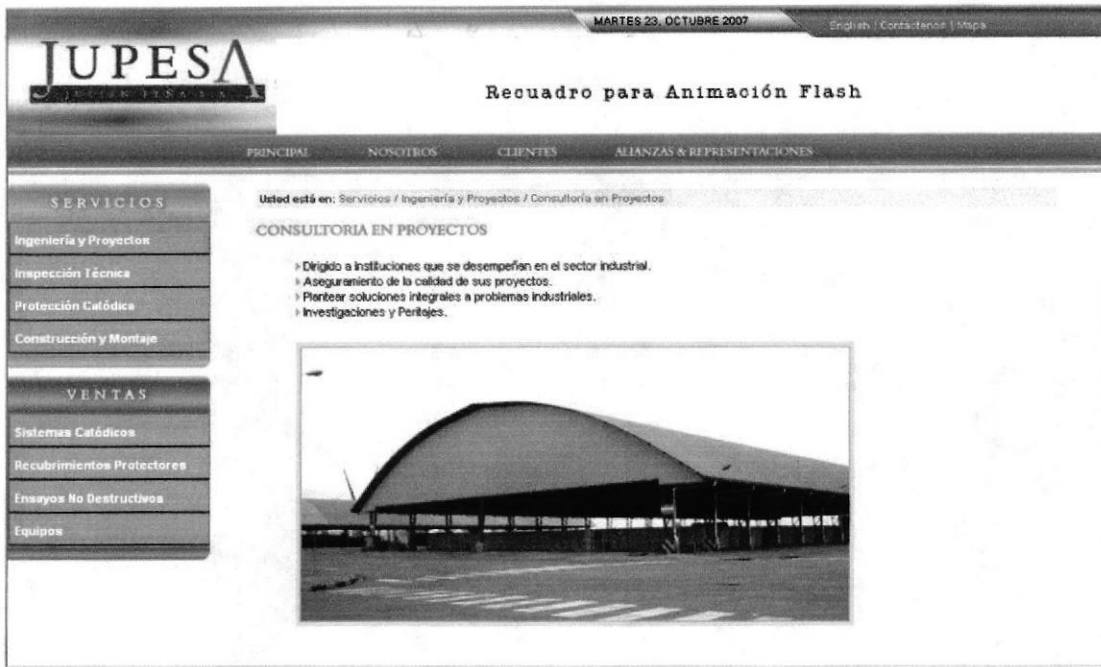 MARTES 23, OCTUBRE 2007
English | Contáctenos | Mapa
JUPESA
JULIAN PEÑA S.A.
Recuadro para Animación Flash
PRINCIPAL NOSOTROS CLIENTES ALIANZAS & REPRESENTACIONES
SERVICIOS
Ingeniería y Proyectos
Inspección Técnica
Protección Catódica
Construcción y Montaje
VENTAS
Sistemas Catódicos
Recubrimientos Protectores
Ensayos No Destructivos
Equipos
Usted está en: Servicios / Ingeniería y Proyectos / Consultoría en Proyectos
CONSULTORIA EN PROYECTOS
Dirigido a instituciones que se desempeñan en el sector industrial.
Aseguramiento de la calidad de sus proyectos.
Plantear soluciones integrales a problemas industriales.
Investigaciones y Peritajes.